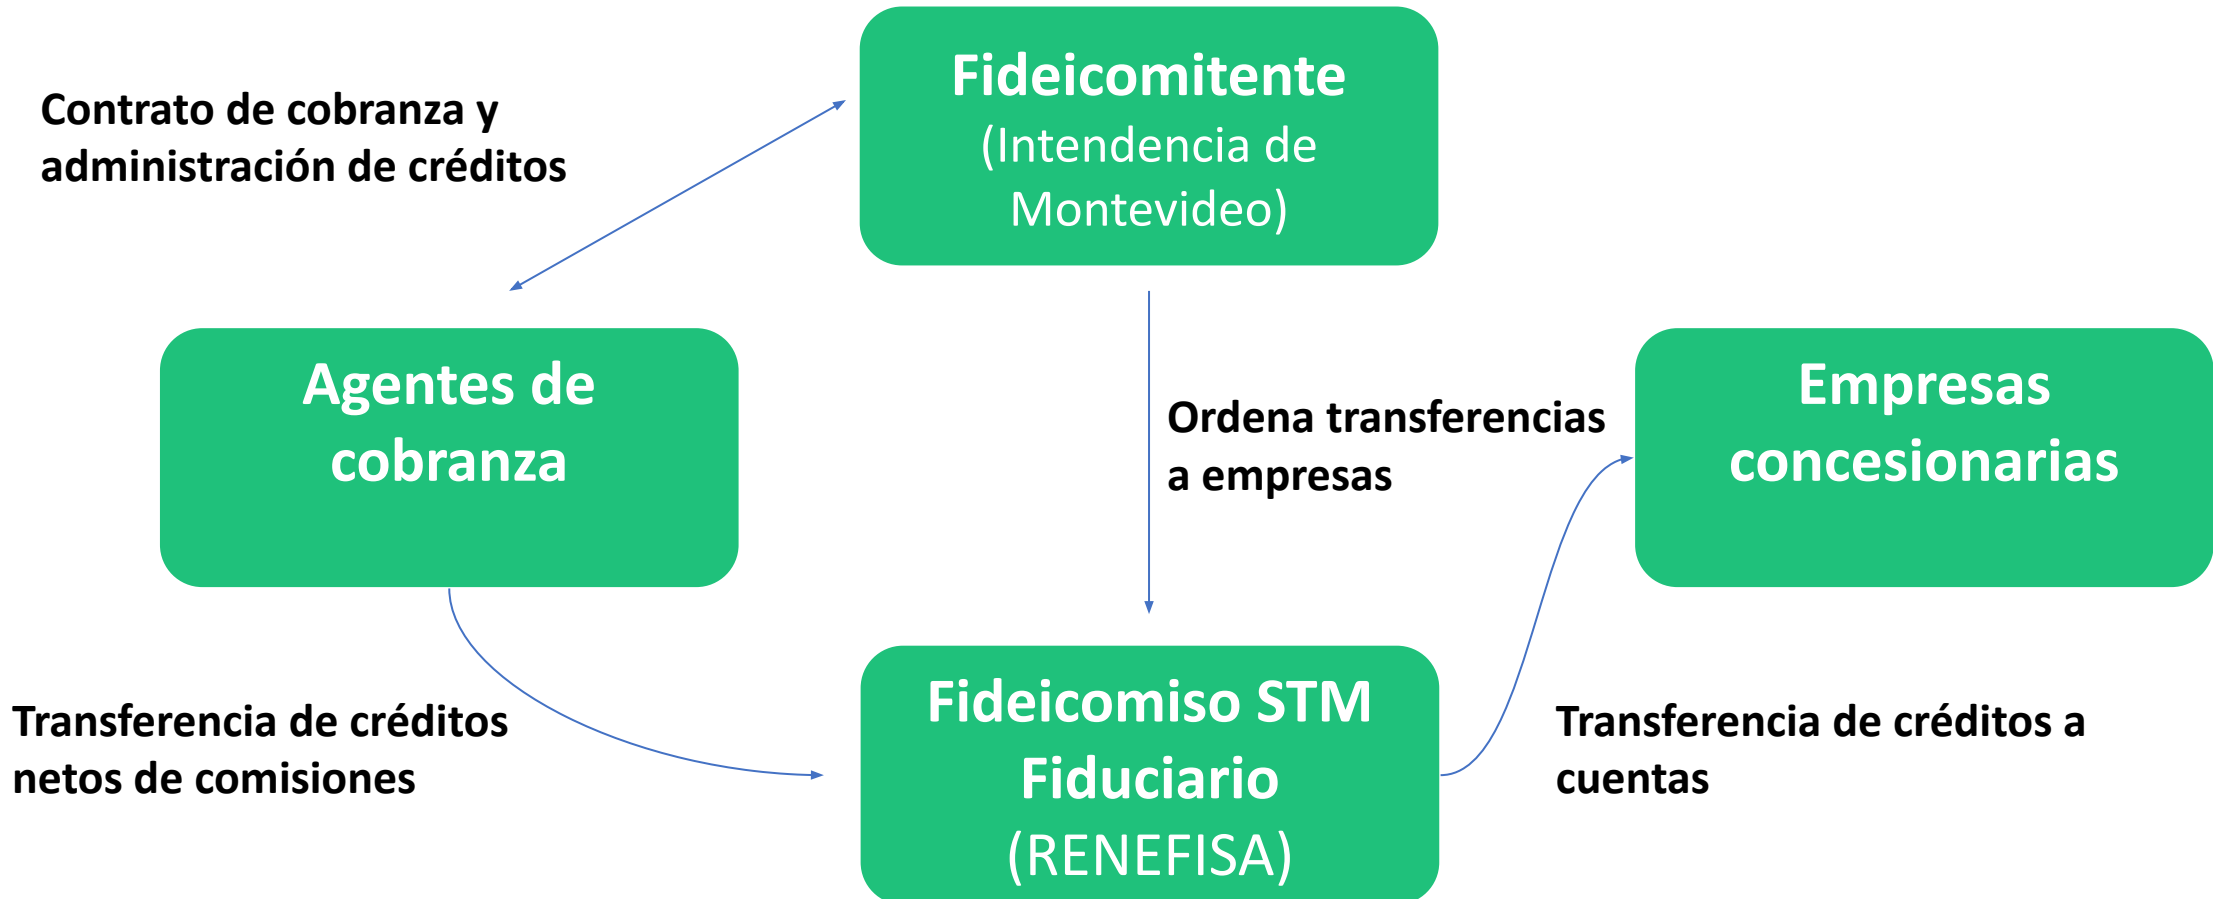 Fideicomitente
(Intendencia de
Montevideo)
Contrato de cobranza y
administración de créditos
Agentes de
cobranza
Ordena transferencias
a empresas
Empresas
concesionarias
Transferencia de créditos
netos de comisiones
Fideicomiso STM
Fiduciario
(RENEFISA)
Transferencia de créditos a
cuentas